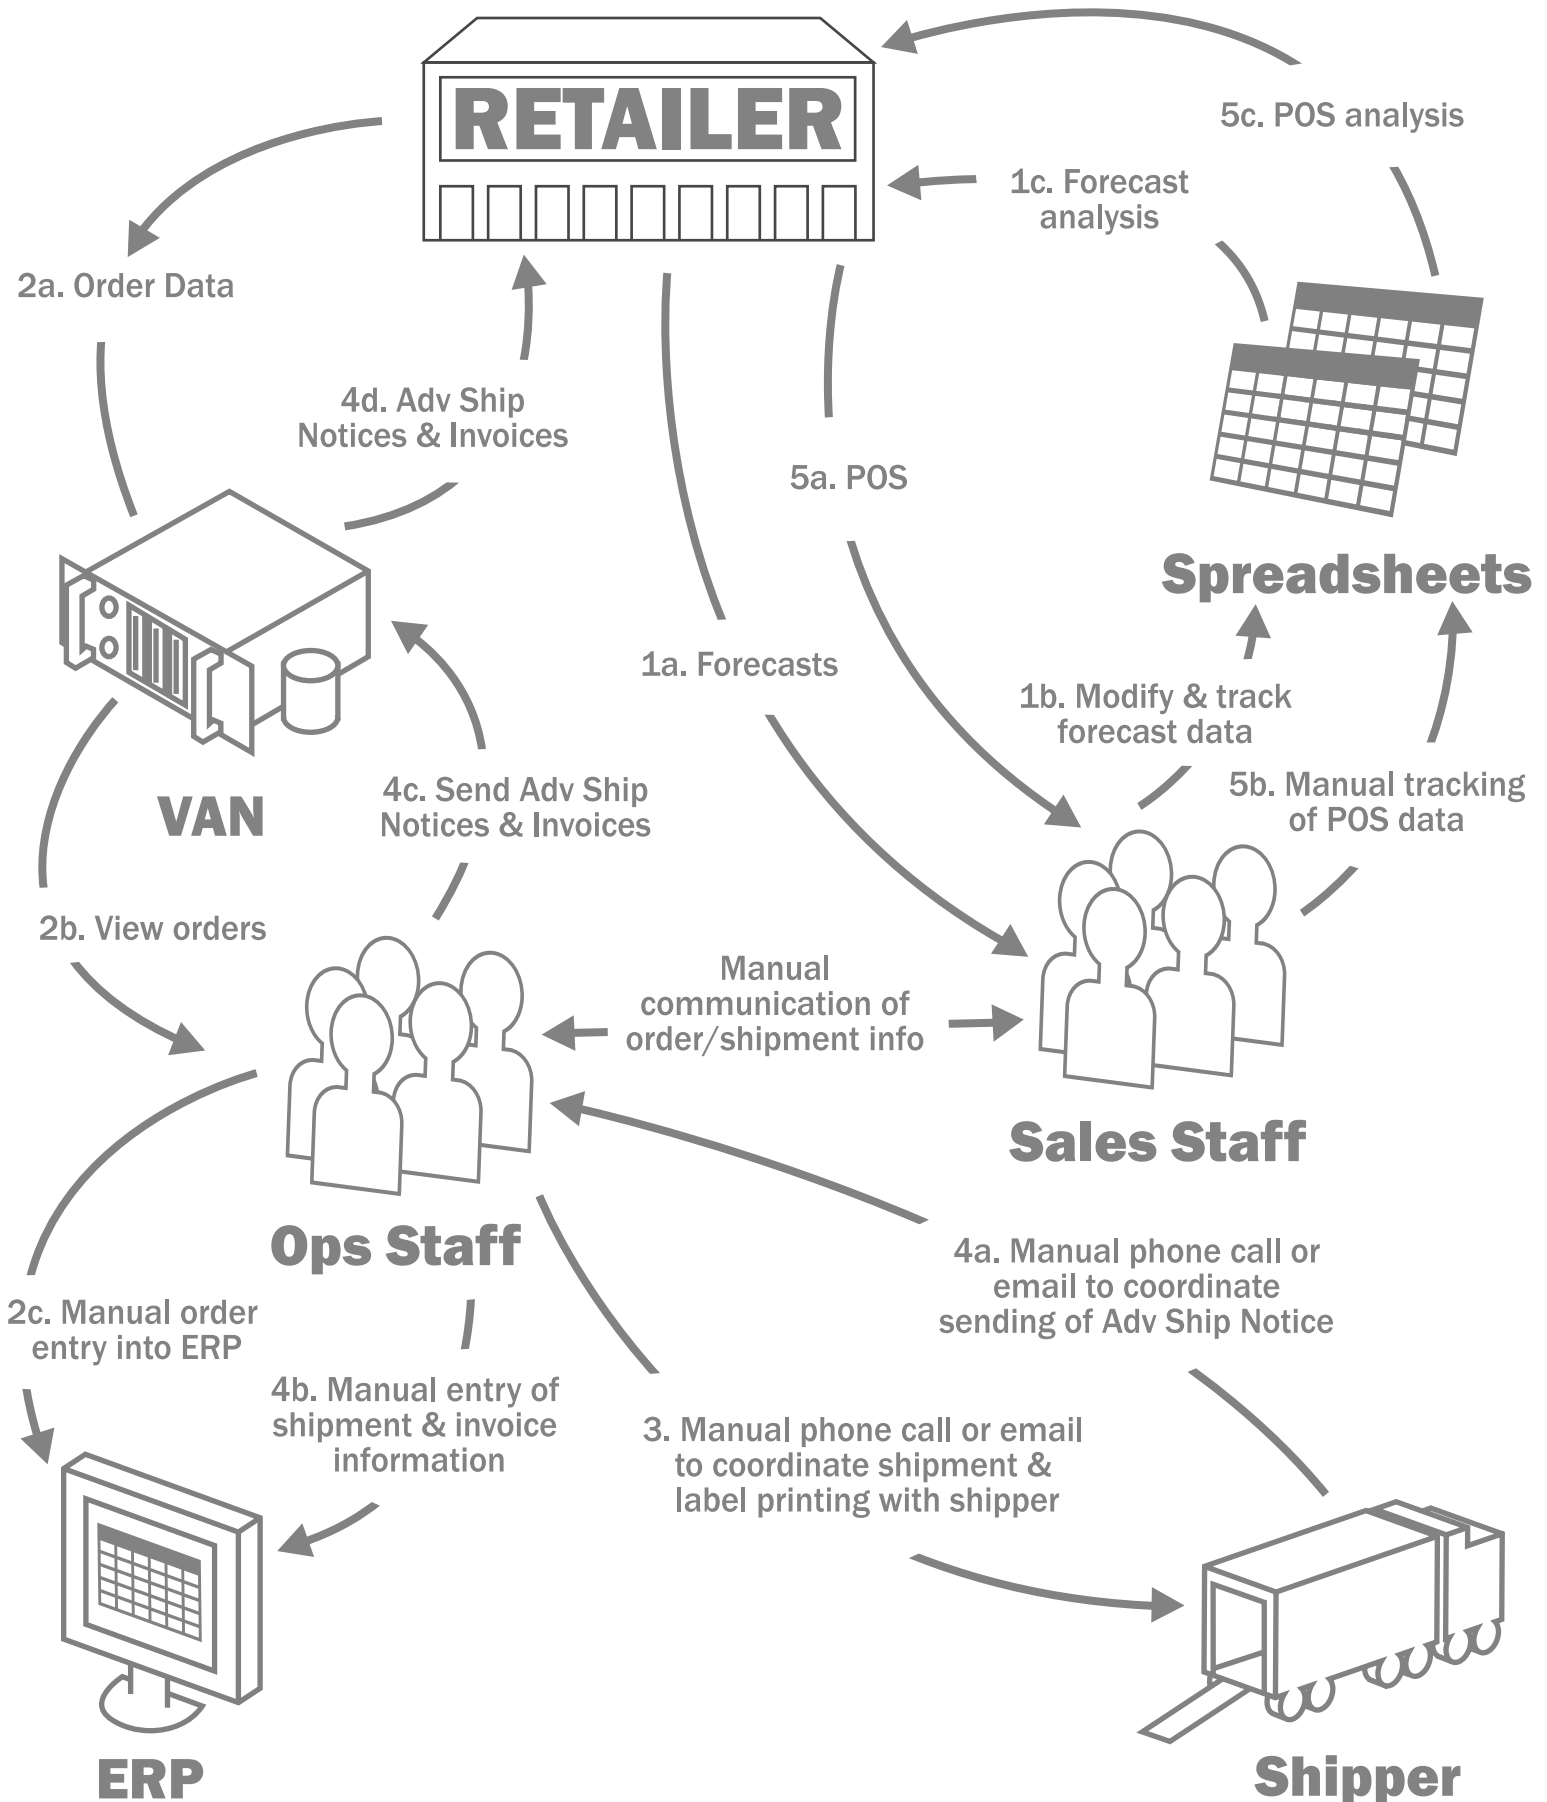 RETAILER
5c. POS analysis
1c. Forecast
analysis
2a. Order Data
4d. Adv Ship
Notices & Invoices
5a. POS
Spreadsheets
1a. Forecasts
1b. Modify & track
forecast data
5b. Manual tracking
of POS data
VAN
4c. Send Adv Ship
Notices & Invoices
2b. View orders
Manual
communication of
order/shipment info
Sales Staff
Ops Staff
4a. Manual phone call or
email to coordinate
sending of Adv Ship Notice
2c. Manual order
entry into ERP
4b. Manual entry of
shipment & invoice
information
3. Manual phone call or email
to coordinate shipment &
label printing with shipper
ERP
Shipper